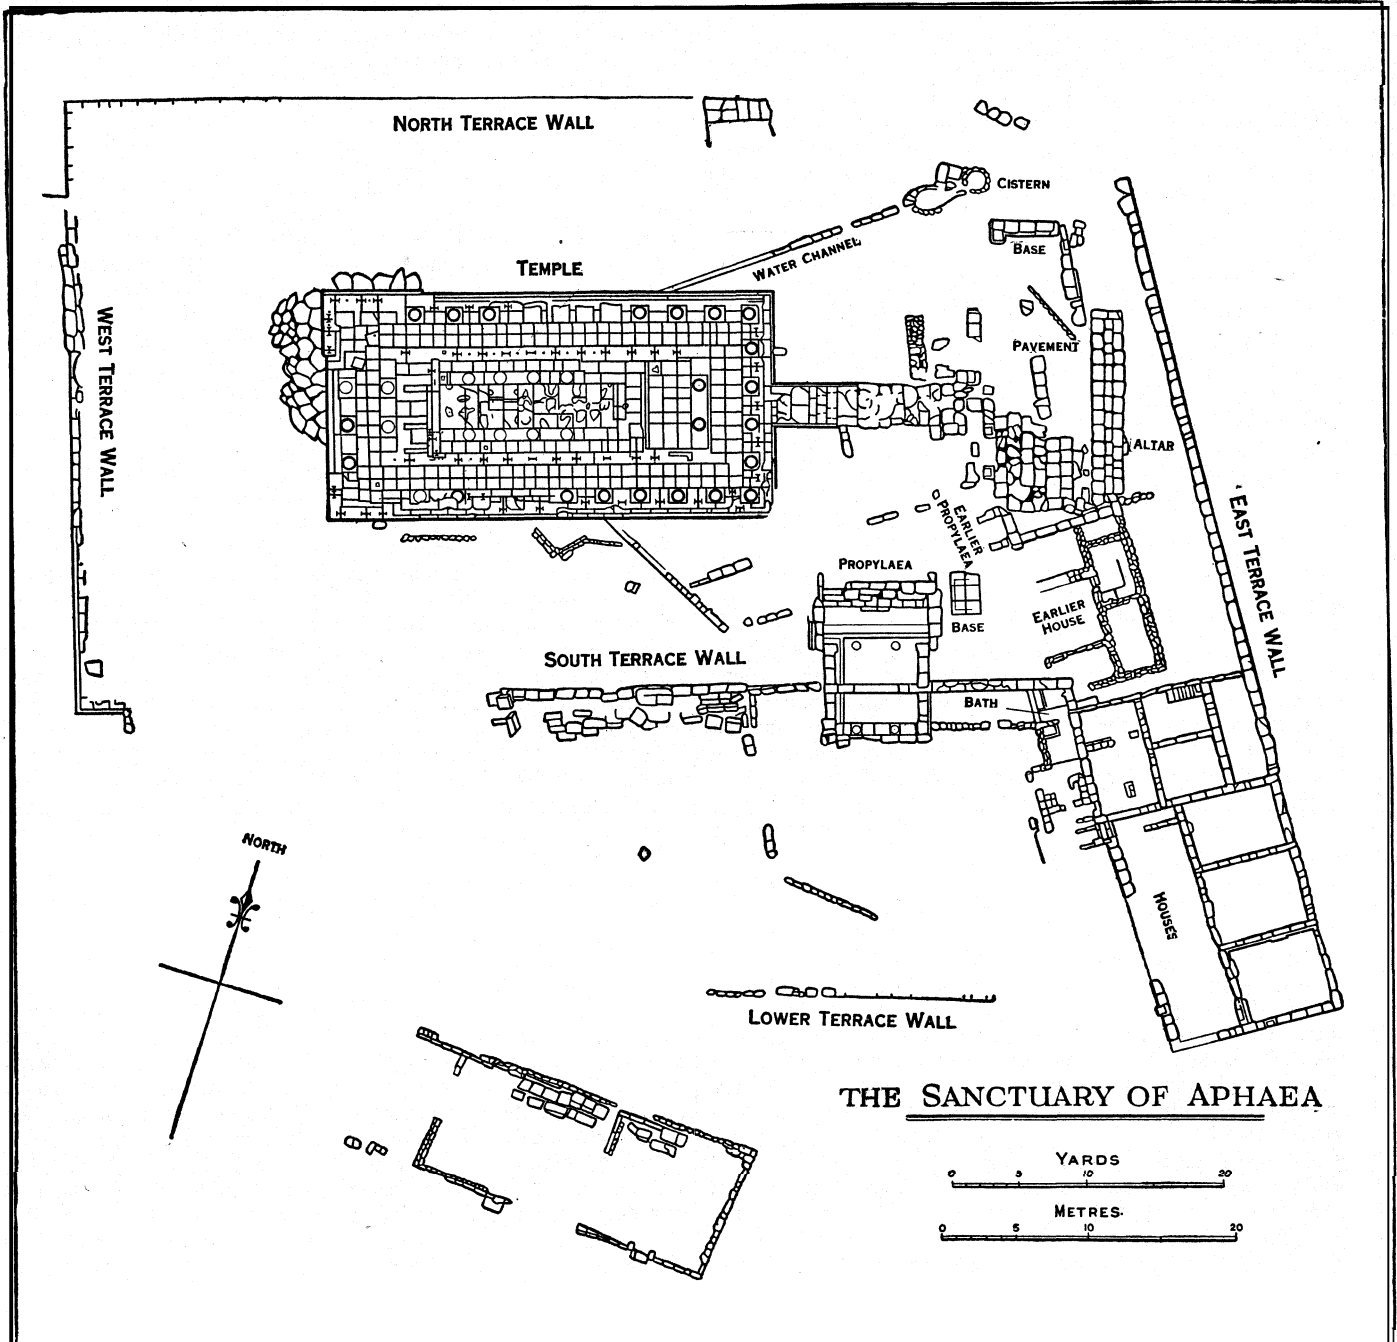 NORTH TERRACE WALL
CISTERN
BASE
WATER CHANNEL
TEMPLE
WEST TERRACE WALL
PAVEMENT
ALTAR
EAST TERRACE WALL
EARLIER
PROPYLAEA
PROPYLAEA
BASE
EARLIER
HOUSE
SOUTH TERRACE WALL
BATH
NORTH
HOUSES
LOWER TERRACE WALL
THE SANCTUARY OF APHAEA
YARDS
0 5 10 20
METRES.
0 5 10 20